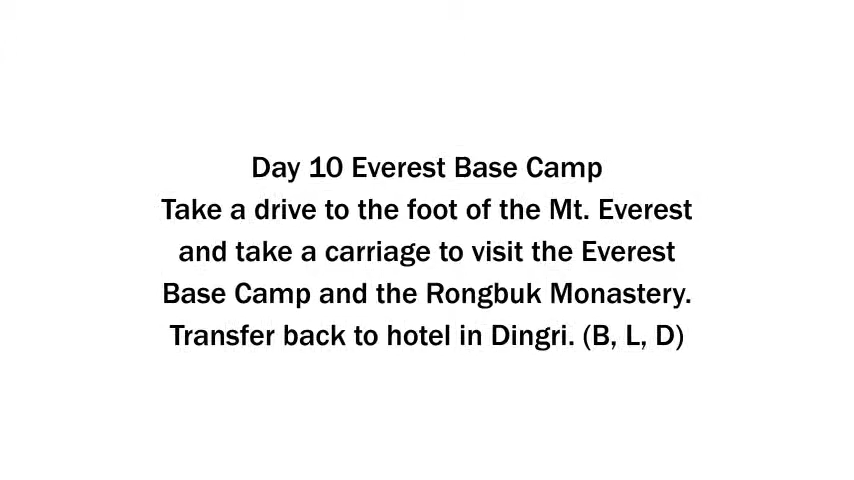 Day 10 Everest Base Camp
Take a drive to the foot of the Mt. Everest
and take a carriage to visit the Everest
Base Camp and the Rongbuk Monastery.
Transfer back to hotel in Dingri. (B, L, D)